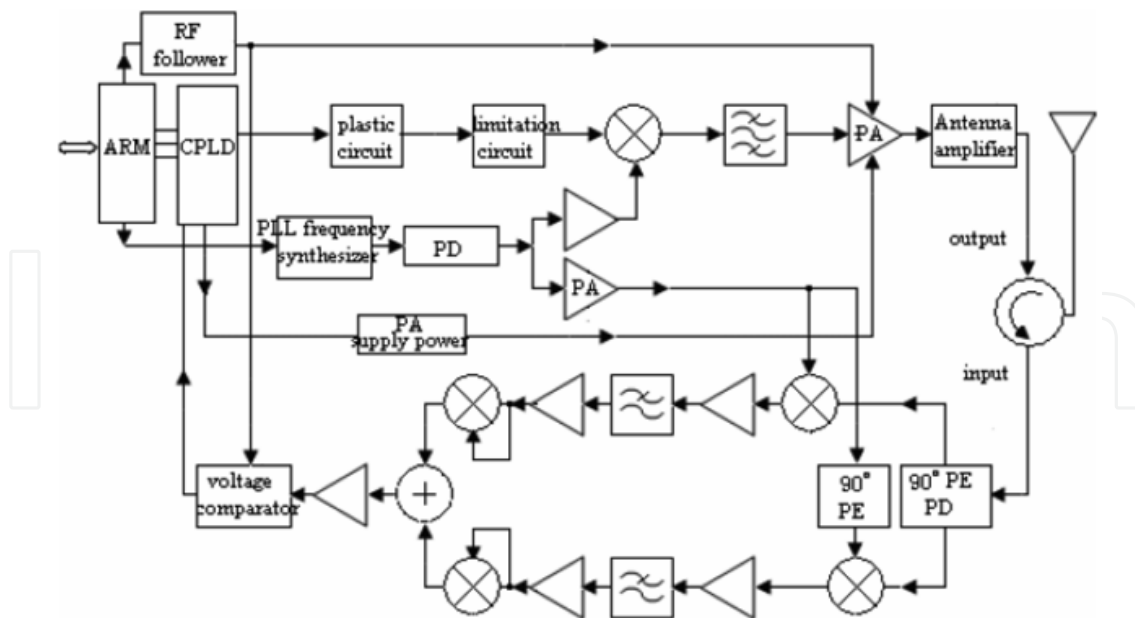 RF
follower
ARM
CPLD
plastic
circuit
limitation
circuit
PA
Antenna
amplifier
PLL frequency
synthesizer
PD
PA
output
PA
supply power
input
voltage
comparator
+
90° PE
90° PE
PD